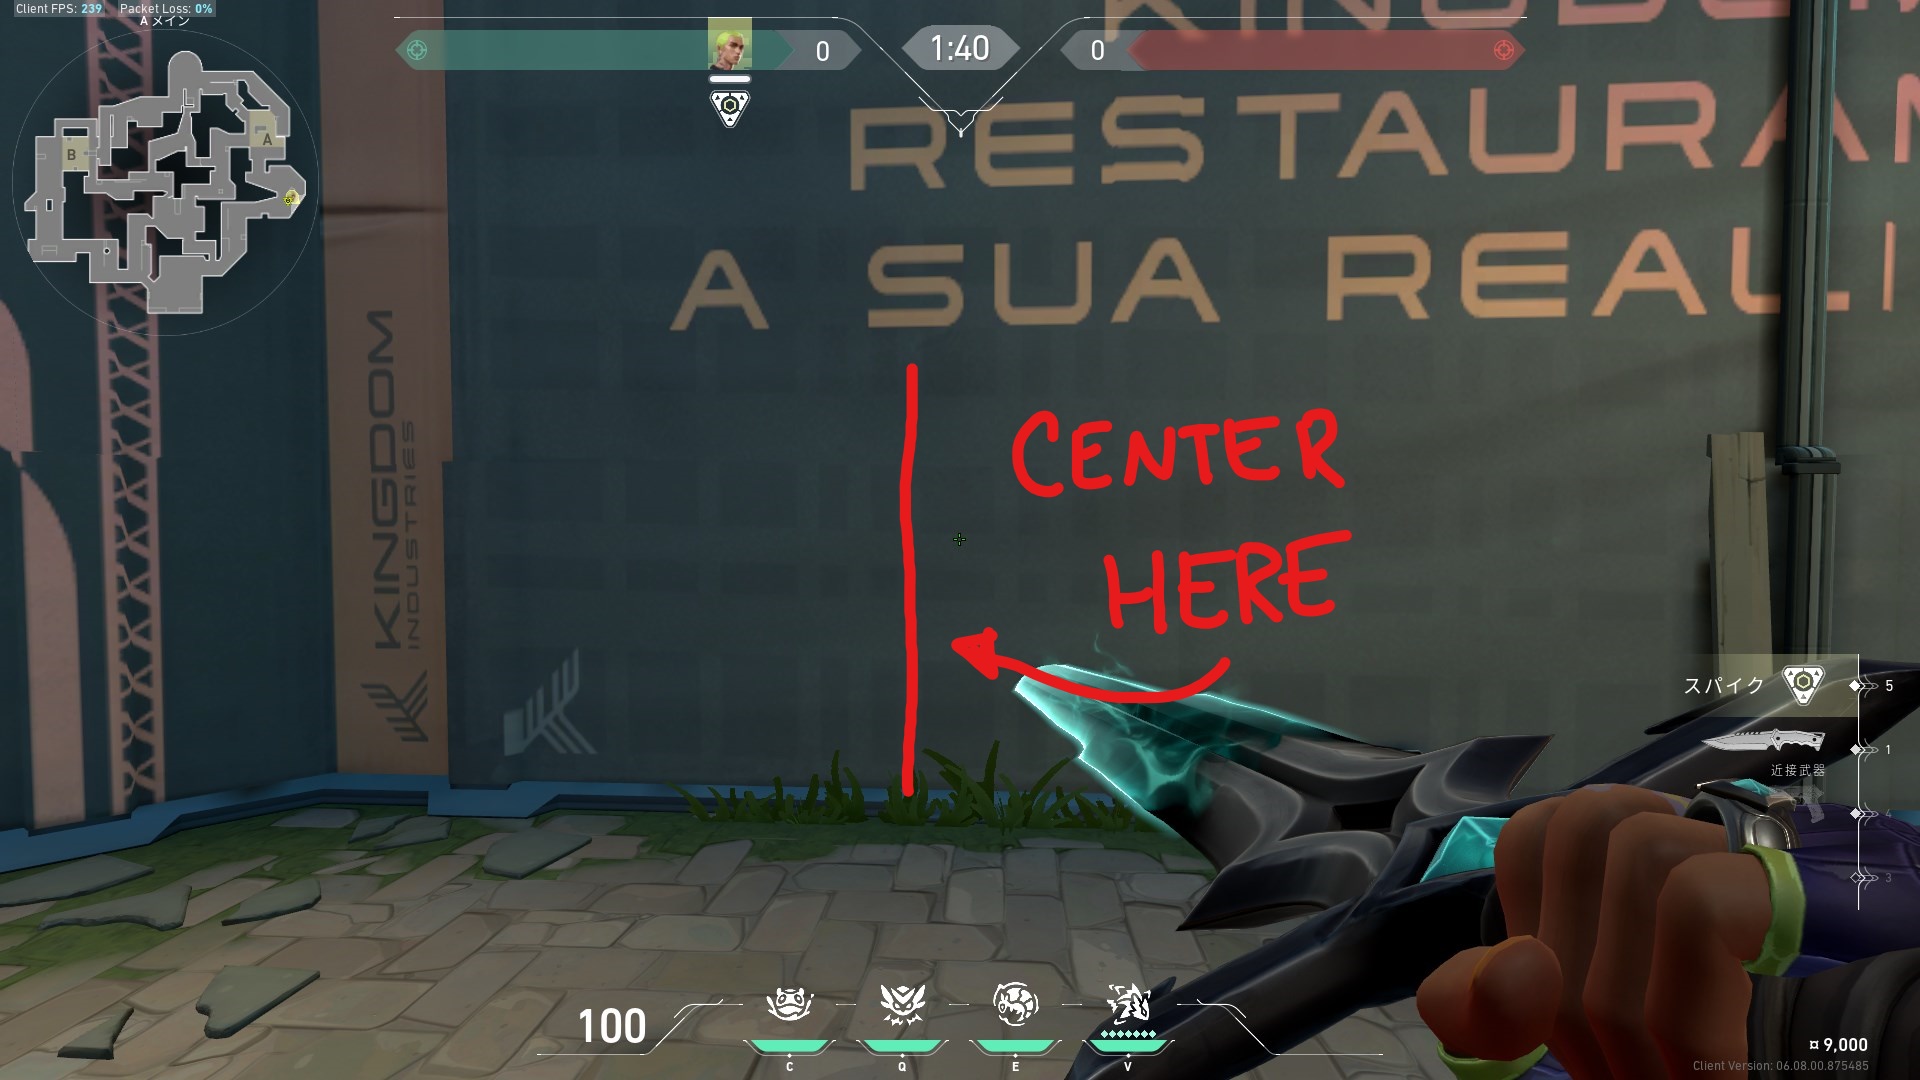 Client FPS: 239 Packet Loss: 0%
A メイン
0
1:40
0
A
B
RESTAURA
A SUA REALI
KINGDOM
INDUSTRIES
CENTER
HERE
スパイク
5
1
近接武器
4
3
100
C
Q
E
V
¤ 9,000
Client Version: 06.08.00.875485